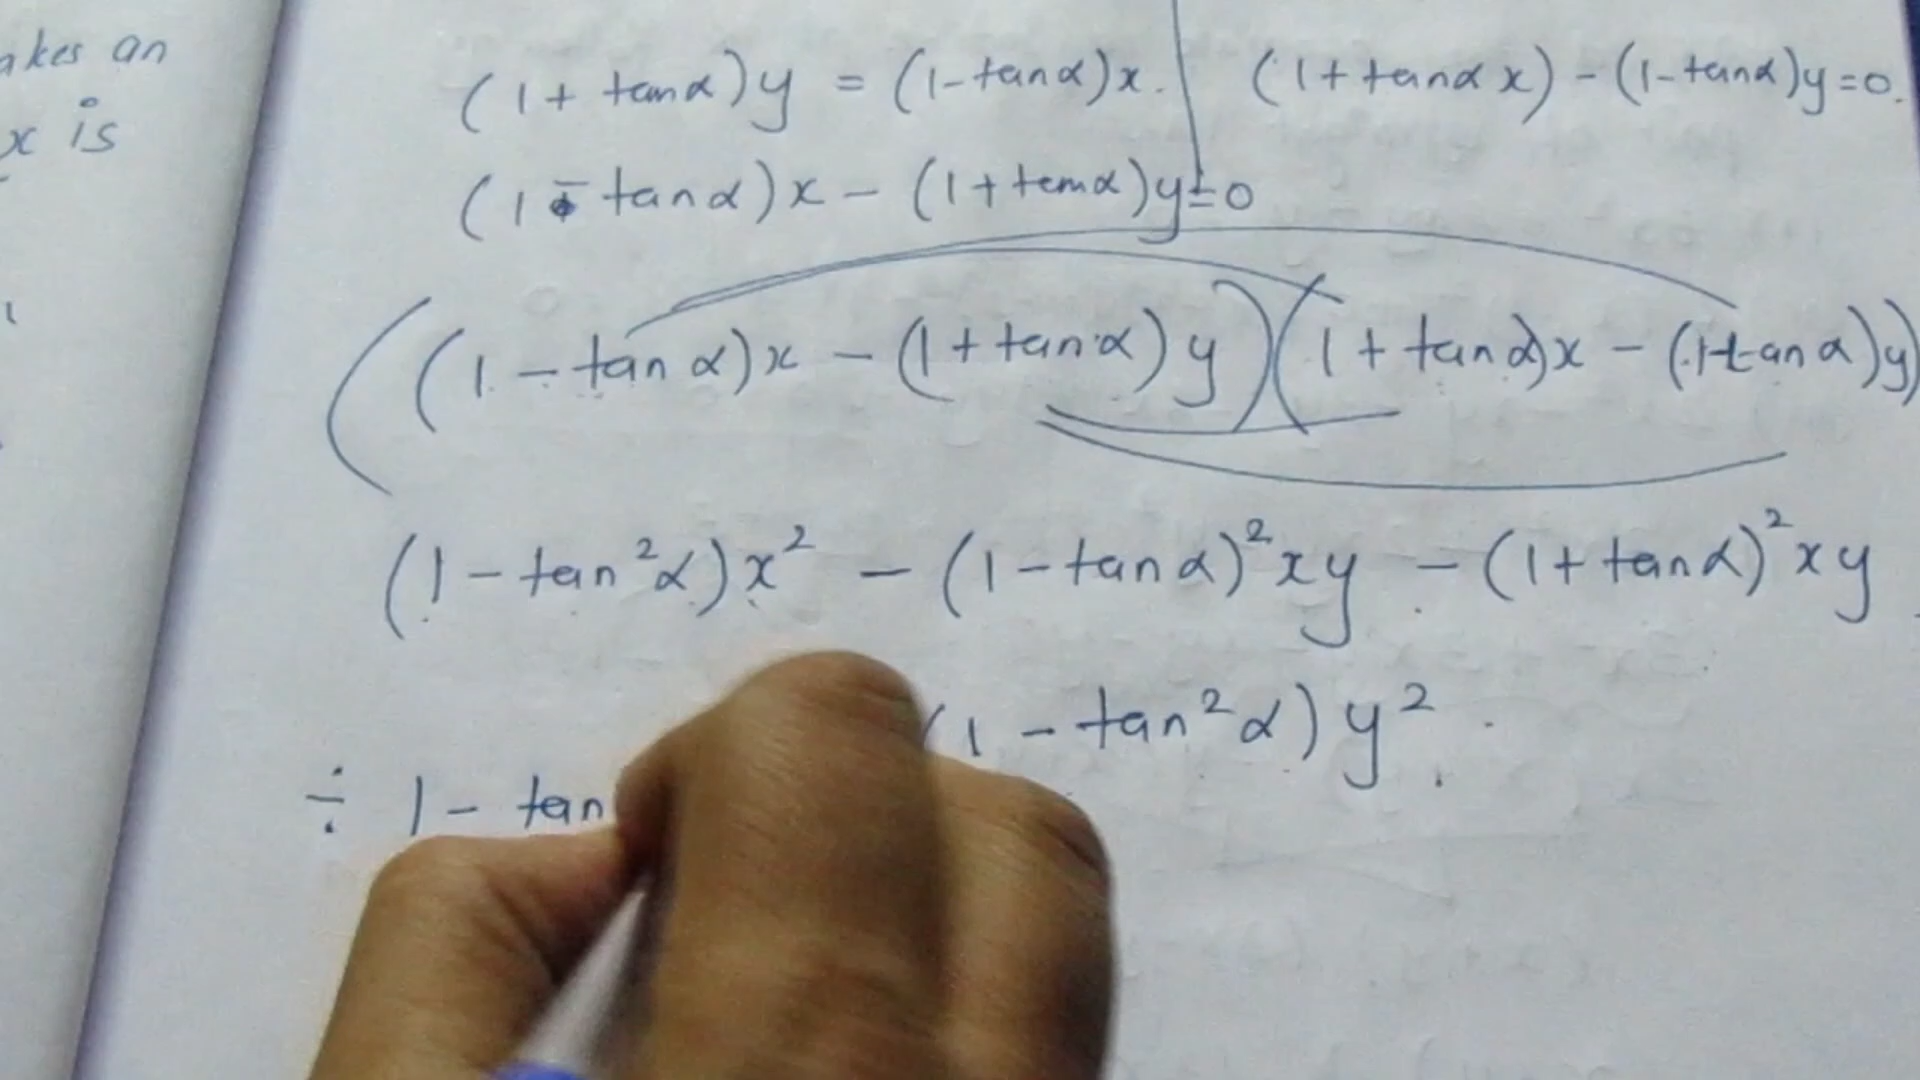 akes an
x is
(1 + tanα)y = (1-tanα)x. (1+tanα x) - (1-tanα)y=0.
(1 - tanα)x - (1+tanα)y=0
((1 - tan α)x - (1+tanα)y)(1+tanα)x - (1-tanα)y)
(1-tan²α)x² - (1-tanα)²xy - (1+tanα)²xy
(1 - tan²α) y².
÷ 1 - tan